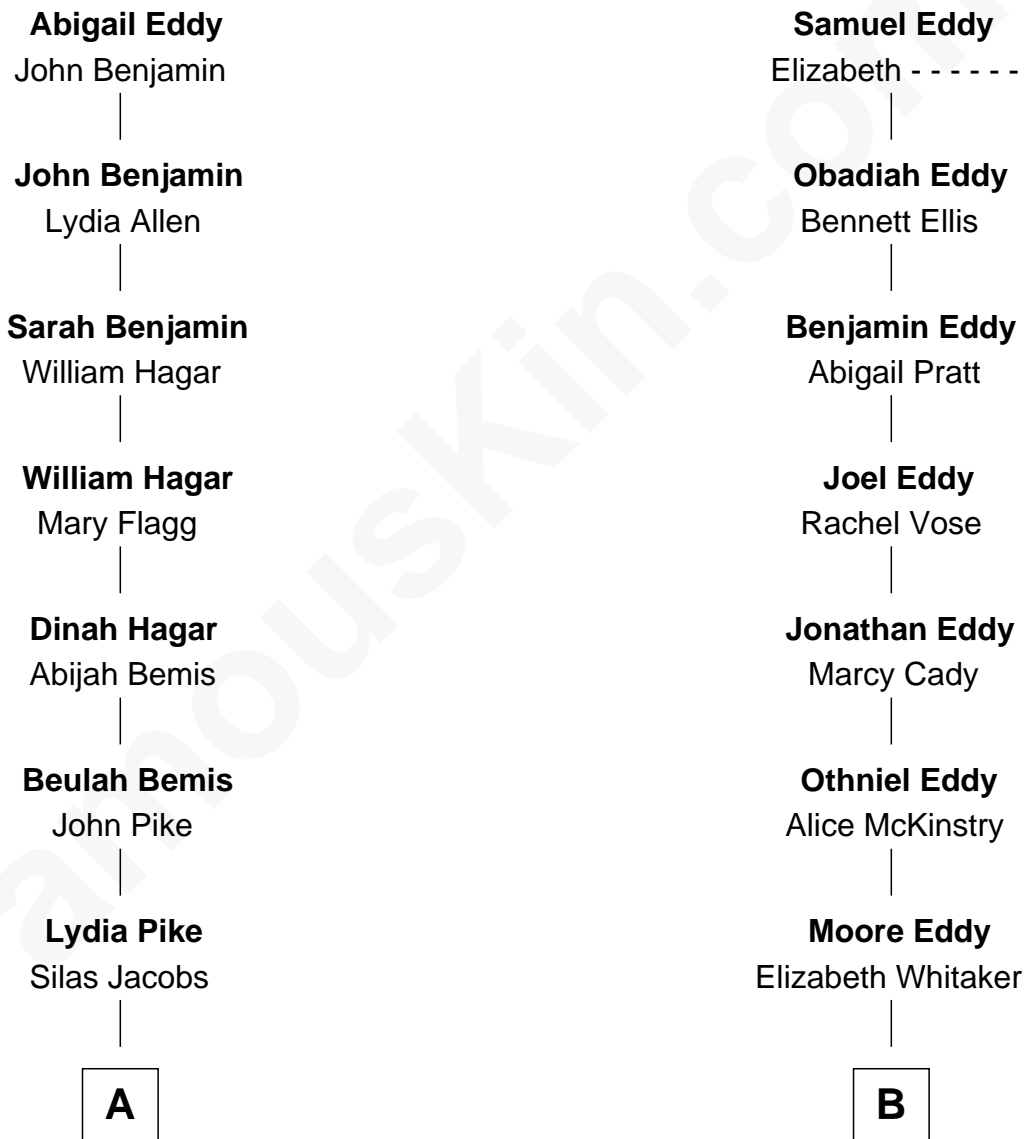 Abigail Eddy
John Benjamin
John Benjamin
Lydia Allen
Sarah Benjamin
William Hagar
William Hagar
Mary Flagg
Dinah Hagar
Abijah Bemis
Beulah Bemis
John Pike
Lydia Pike
Silas Jacobs
A
Samuel Eddy
Elizabeth - - - - - -
Obadiah Eddy
Bennett Ellis
Benjamin Eddy
Abigail Pratt
Joel Eddy
Rachel Vose
Jonathan Eddy
Marcy Cady
Othniel Eddy
Alice McKinstry
Moore Eddy
Elizabeth Whitaker
B
amouskin.com